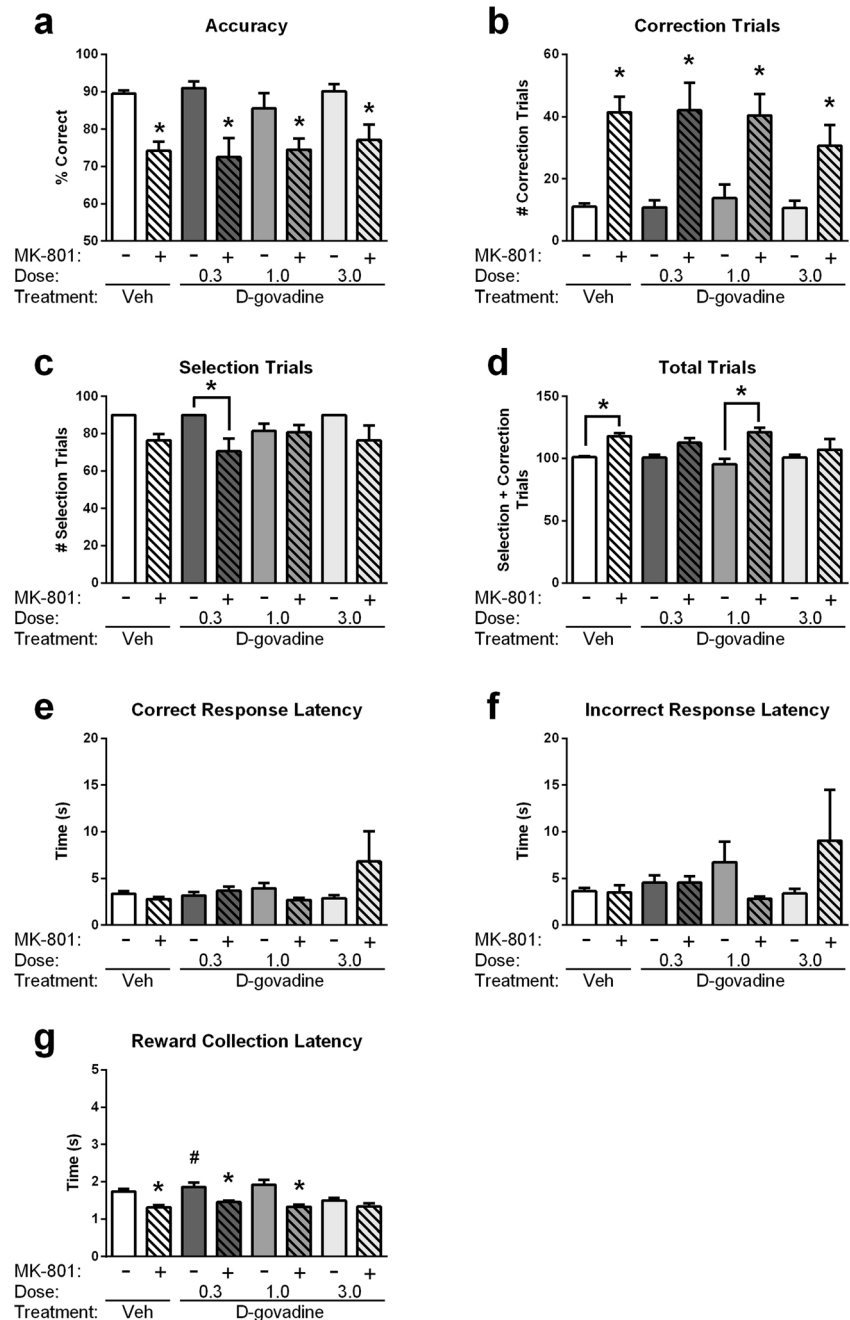 a
Accuracy
100
90
80
70
60
50
% Correct
* * * *
MK-801: - + - + - + - +
Dose: 0.3 1.0 3.0
Treatment: Veh D-govadine
b
Correction Trials
60
40
20
0
# Correction Trials
* * * *
MK-801: - + - + - + - +
Dose: 0.3 1.0 3.0
Treatment: Veh D-govadine
c
Selection Trials
100
80
60
40
20
0
# Selection Trials
*
MK-801: - + - + - + - +
Dose: 0.3 1.0 3.0
Treatment: Veh D-govadine
d
Total Trials
150
100
50
0
Selection + Correction
Trials
* *
MK-801: - + - + - + - +
Dose: 0.3 1.0 3.0
Treatment: Veh D-govadine
e
Correct Response Latency
20
15
10
5
0
Time (s)
MK-801: - + - + - + - +
Dose: 0.3 1.0 3.0
Treatment: Veh D-govadine
f
Incorrect Response Latency
20
15
10
5
0
Time (s)
MK-801: - + - + - + - +
Dose: 0.3 1.0 3.0
Treatment: Veh D-govadine
g
Reward Collection Latency
5
4
3
2
1
0
Time (s)
* # * *
MK-801: - + - + - + - +
Dose: 0.3 1.0 3.0
Treatment: Veh D-govadine